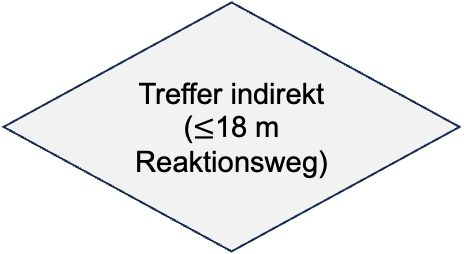 Treffer indirekt
(≤18 m
Reaktionsweg)